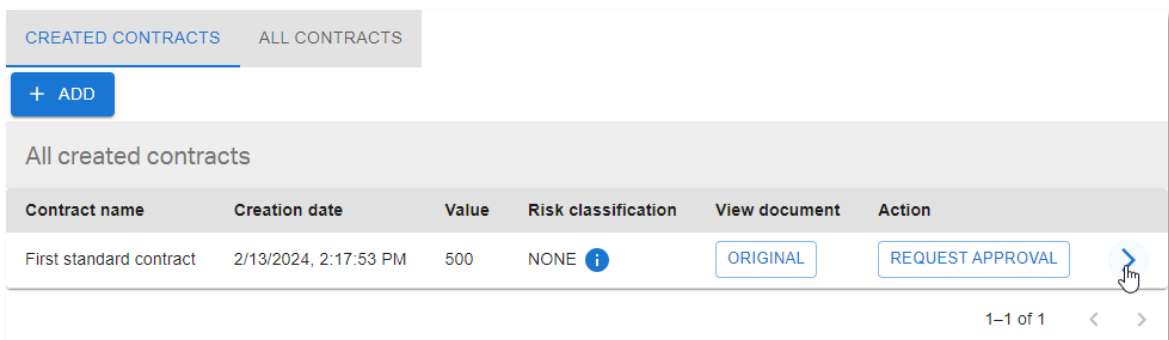 CREATED CONTRACTS ALL CONTRACTS
+ ADD
All created contracts
Contract name Creation date Value Risk classification View document Action
First standard contract 2/13/2024, 2:17:53 PM 500 NONE i ORIGINAL REQUEST APPROVAL
1–1 of 1